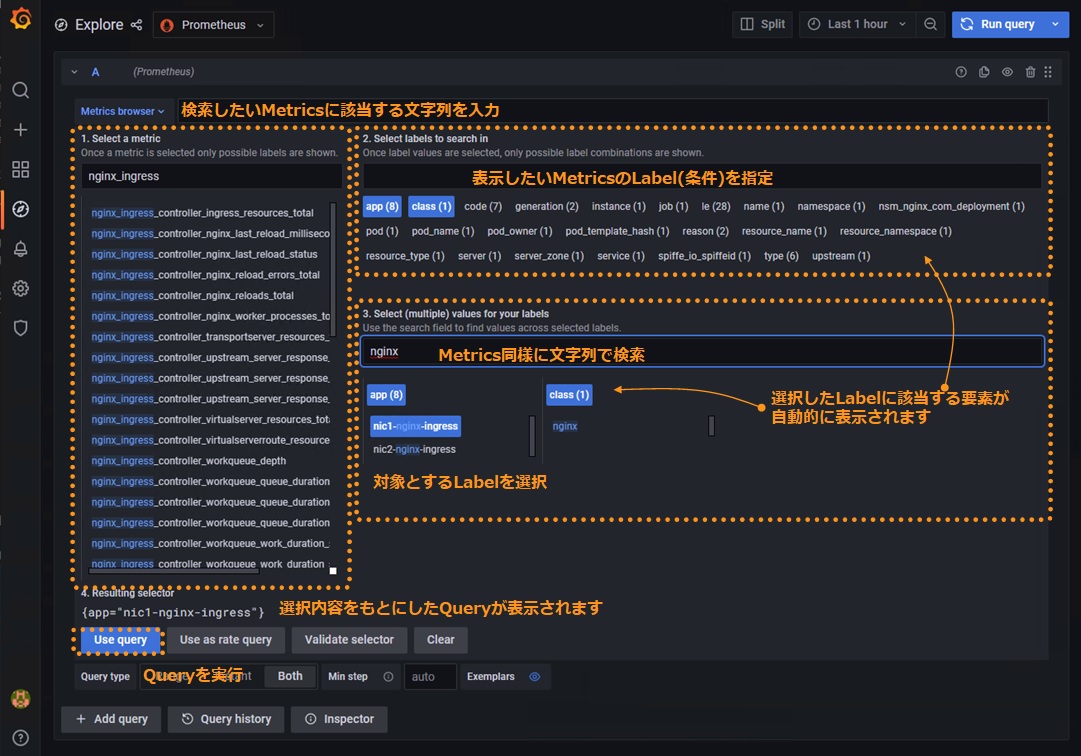 Explore
Prometheus
Split
Last 1 hour
Run query
A
(Prometheus)
Metrics browser
検索したいMetricsに該当する文字列を入力
1. Select a metric
Once a metric is selected only possible labels are shown.
nginx_ingress
nginx_ingress_controller_ingress_resources_total
nginx_ingress_controller_nginx_last_reload_milliseco
nginx_ingress_controller_nginx_last_reload_status
nginx_ingress_controller_nginx_reload_errors_total
nginx_ingress_controller_nginx_reloads_total
nginx_ingress_controller_nginx_worker_processes_to
nginx_ingress_controller_transportserver_resources_
nginx_ingress_controller_upstream_server_response_
nginx_ingress_controller_upstream_server_response_
nginx_ingress_controller_upstream_server_response_
nginx_ingress_controller_virtualserver_resources_tot
nginx_ingress_controller_virtualserverroute_resource
nginx_ingress_controller_workqueue_depth
nginx_ingress_controller_workqueue_queue_duration
nginx_ingress_controller_workqueue_queue_duration
nginx_ingress_controller_workqueue_queue_duration
nginx_ingress_controller_workqueue_work_duration_
nginx_ingress_controller_workqueue_work_duration
2. Select labels to search in
Once label values are selected, only possible label combinations are shown.
表示したいMetricsのLabel(条件)を指定
app (8) class (1) code (7) generation (2) instance (1) job (1) le (28) name (1) namespace (1) nsm_nginx_com_deployment (1)
pod (1) pod_name (1) pod_owner (1) pod_template_hash (1) reason (2) resource_name (1) resource_namespace (1)
resource_type (1) server (1) server_zone (1) service (1) spiffe_io_spiffeid (1) type (6) upstream (1)
3. Select (multiple) values for your labels
Use the search field to find values across selected labels.
nginx
Metrics同様に文字列で検索
app (8)
nic1-nginx-ingress
nic2-nginx-ingress
class (1)
nginx
選択したLabelに該当する要素が
自動的に表示されます
対象とするLabelを選択
4. Resulting selector
{app="nic1-nginx-ingress"}
選択内容をもとにしたQueryが表示されます
Use query
Use as rate query
Validate selector
Clear
Query type
Queryを実行
Both
Min step
auto
Exemplars
+ Add query
Query history
Inspector